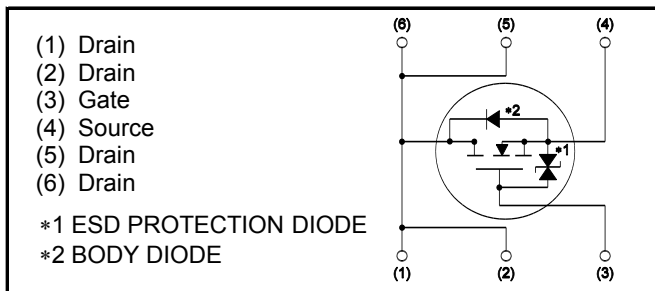 (1) Drain
(2) Drain
(3) Gate
(4) Source
(5) Drain
(6) Drain
*1 ESD PROTECTION DIODE
*2 BODY DIODE
(6) (5) (4)
*2
*1
(1) (2) (3)